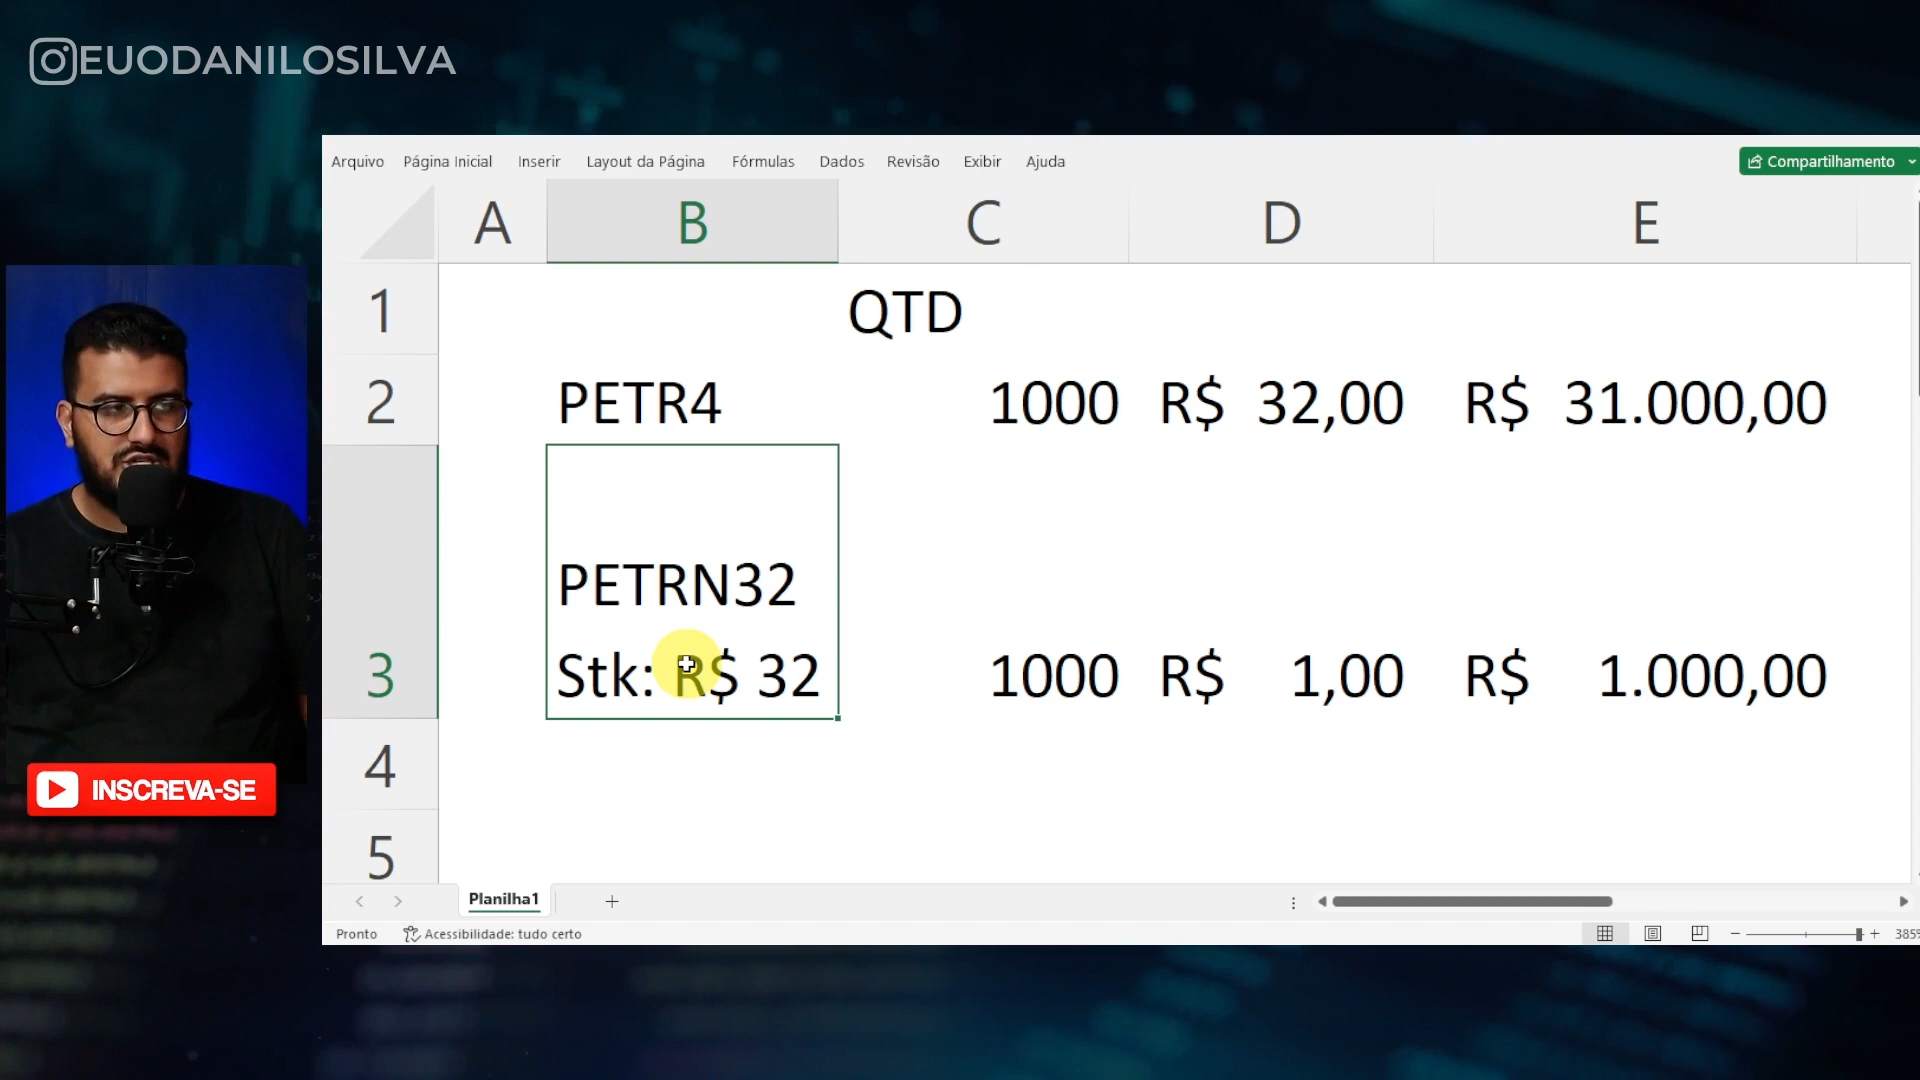 EUODANILOSILVA
Arquivo Página Inicial Inserir Layout da Página Fórmulas Dados Revisão Exibir Ajuda Compartilhamento
A B C D E
1 QTD
2 PETR4 1000 R$ 32,00 R$ 31.000,00
PETRN32
3 Stk: R$ 32 1000 R$ 1,00 R$ 1.000,00
4
5
INSCREVA-SE
Planilha1
Pronto Acessibilidade: tudo certo 385%